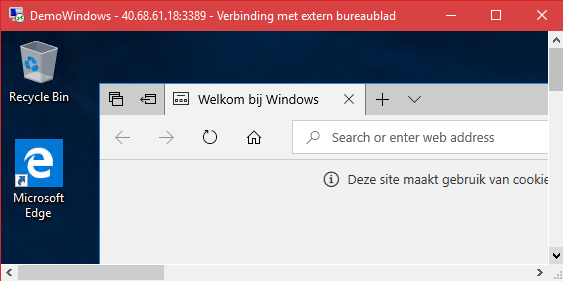 DemoWindows - 40.68.61.18:3389 - Verbinding met extern bureaublad
Recycle Bin
Welkom bij Windows
Search or enter web address
Microsoft
Edge
Deze site maakt gebruik van cookie